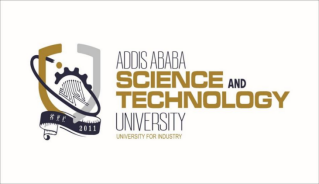 ADDIS ABABA
SCIENCE AND
TECHNOLOGY
UNIVERSITY
UNIVERSITY FOR INDUSTRY
2011